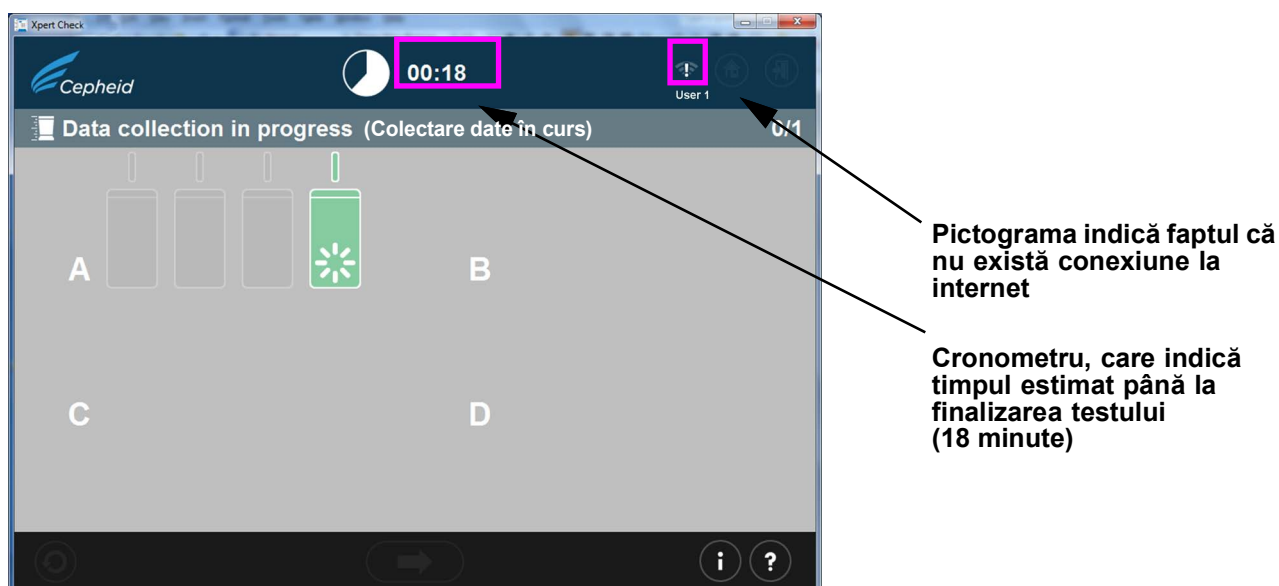 Xpert Check
Cepheid
00:18
User 1
Data collection in progress (Colectare date în curs)
0/1
A
B
C
D
i
?
Pictograma indică faptul că
nu există conexiune la
internet
Cronometru, care indică
timpul estimat până la
finalizarea testului
(18 minute)